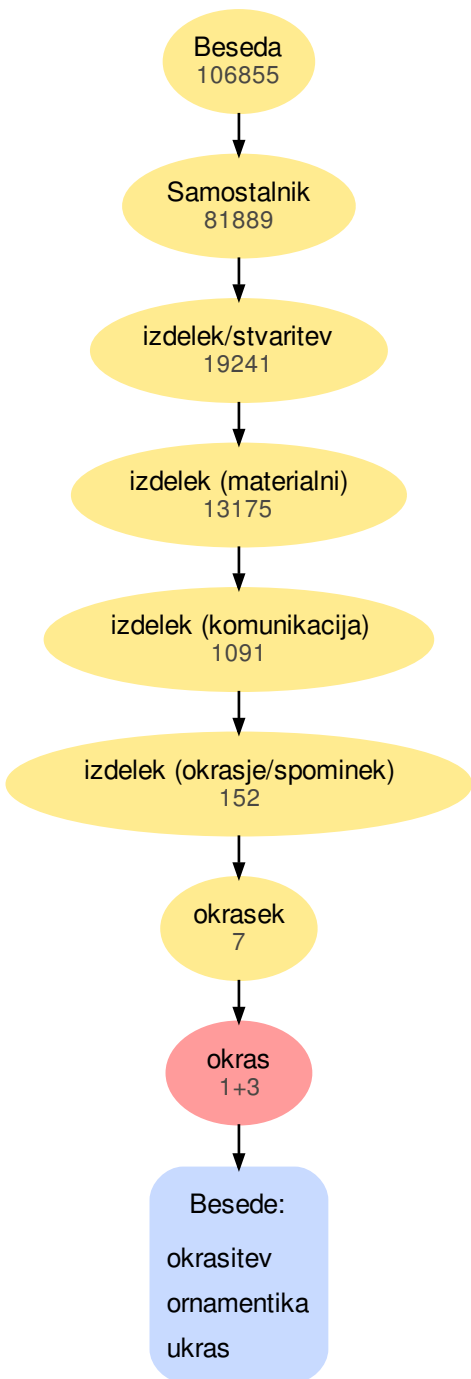 Beseda
106855
Samostalnik
81889
izdelek/stvaritev
19241
izdelek (materialni)
13175
izdelek (komunikacija)
1091
izdelek (okrasje/spominek)
152
okrasek
7
okras
1+3
Besede:
okrasitev
ornamentika
ukras